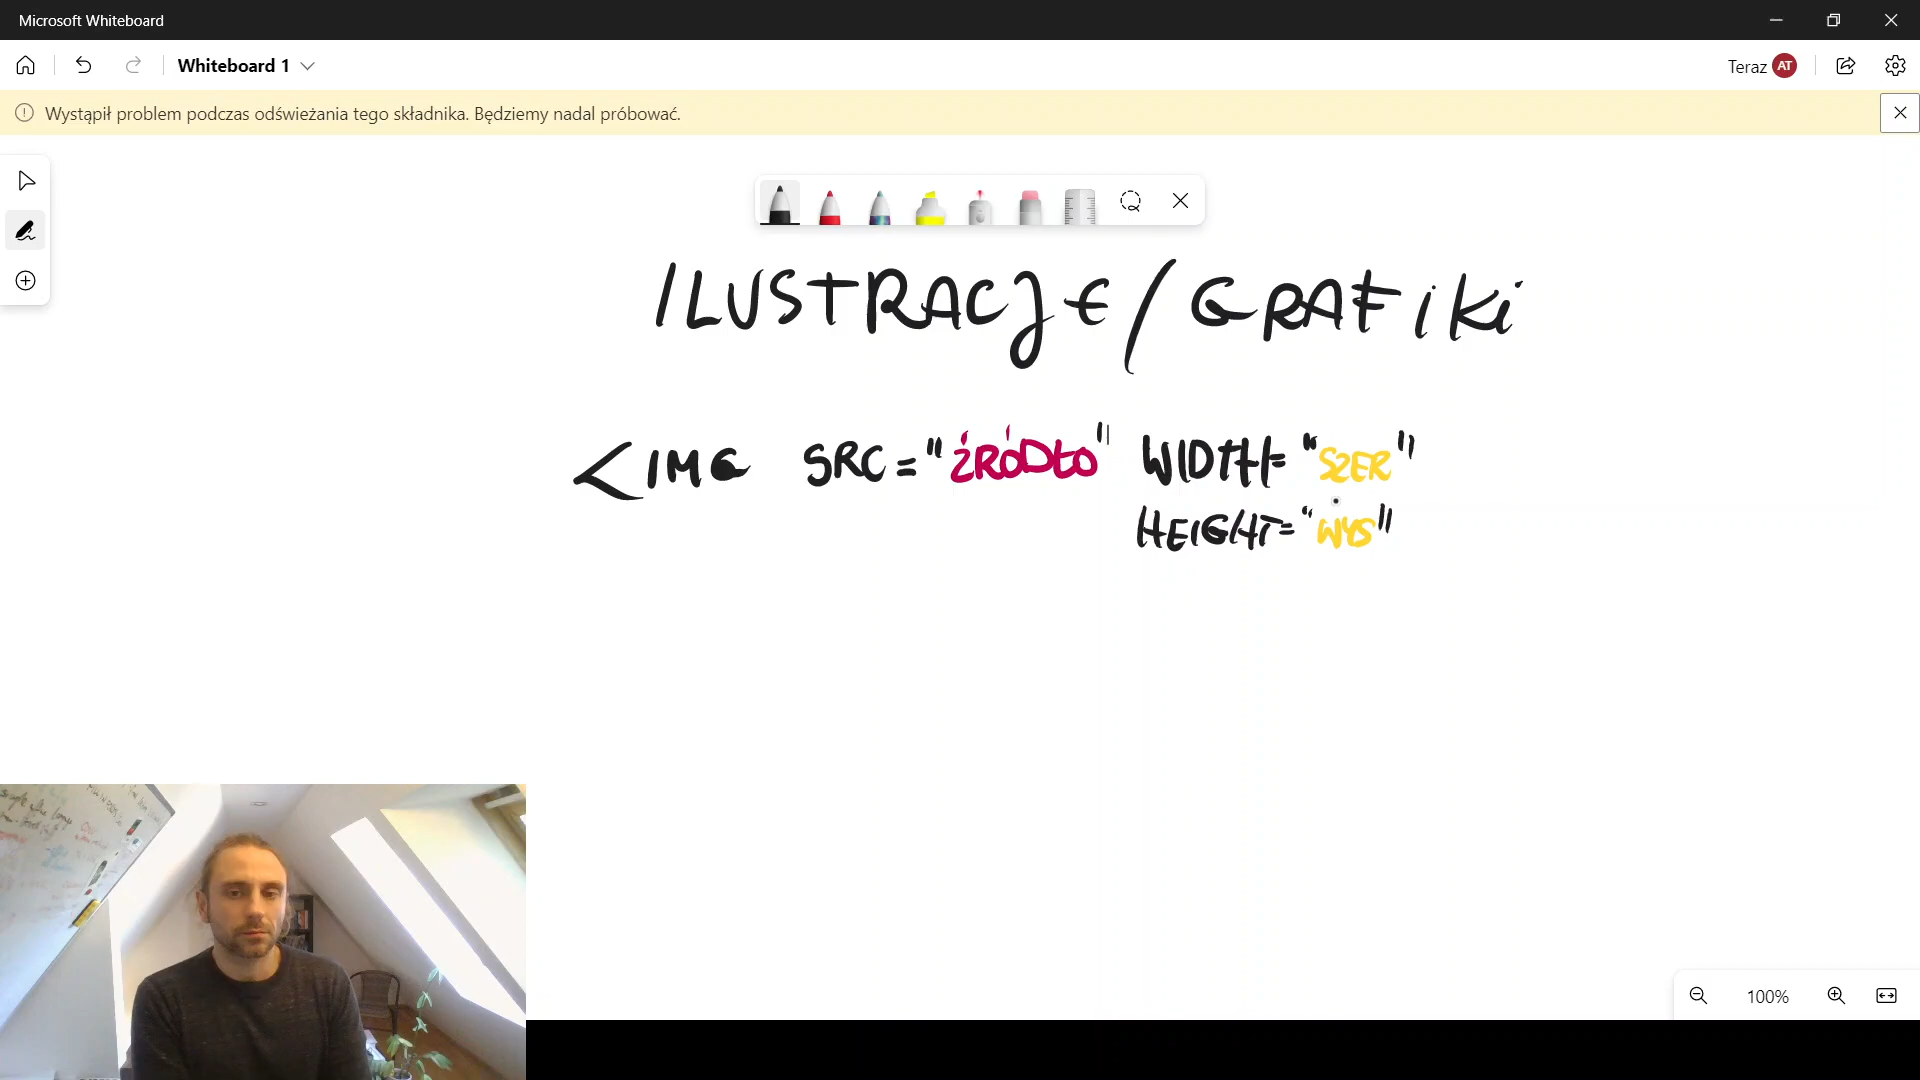 Microsoft Whiteboard
Whiteboard 1
Teraz AT
Wystąpił problem podczas odświeżania tego składnika. Będziemy nadal próbować.
ILUSTRACJE/GRAFIKI
<IMG SRC="ŹRÓDŁO" WIDTH="SZER"
HEIGHT="WYS"
100%